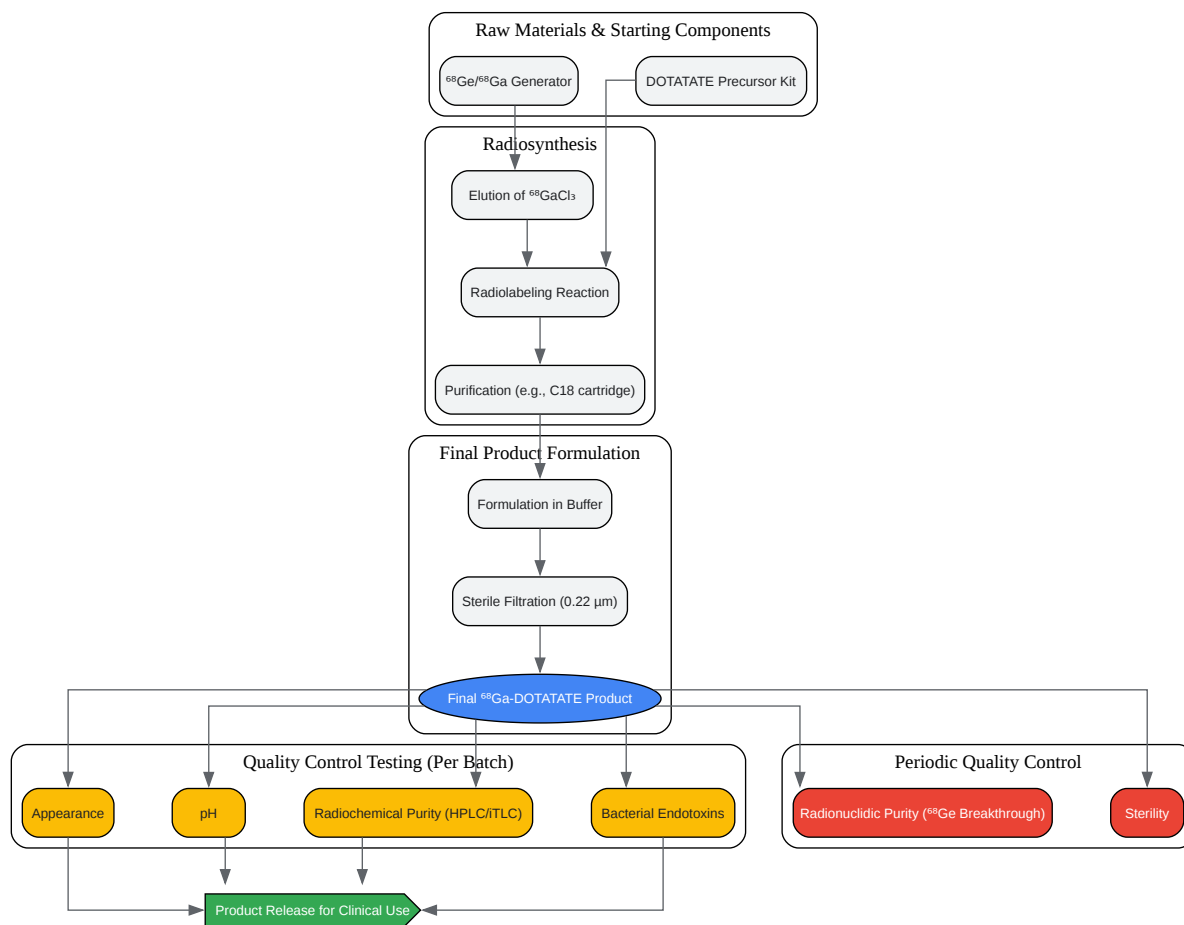 Raw Materials & Starting Components
⁶⁸Ge/⁶⁸Ga Generator
DOTATATE Precursor Kit
Radiosynthesis
Elution of ⁶⁸GaCl₃
Radiolabeling Reaction
Purification (e.g., C18 cartridge)
Final Product Formulation
Formulation in Buffer
Sterile Filtration (0.22 µm)
Final ⁶⁸Ga-DOTATATE Product
Quality Control Testing (Per Batch)
Appearance
pH
Radiochemical Purity (HPLC/iTLC)
Bacterial Endotoxins
Periodic Quality Control
Radionuclidic Purity (⁶⁸Ge Breakthrough)
Sterility
Product Release for Clinical Use